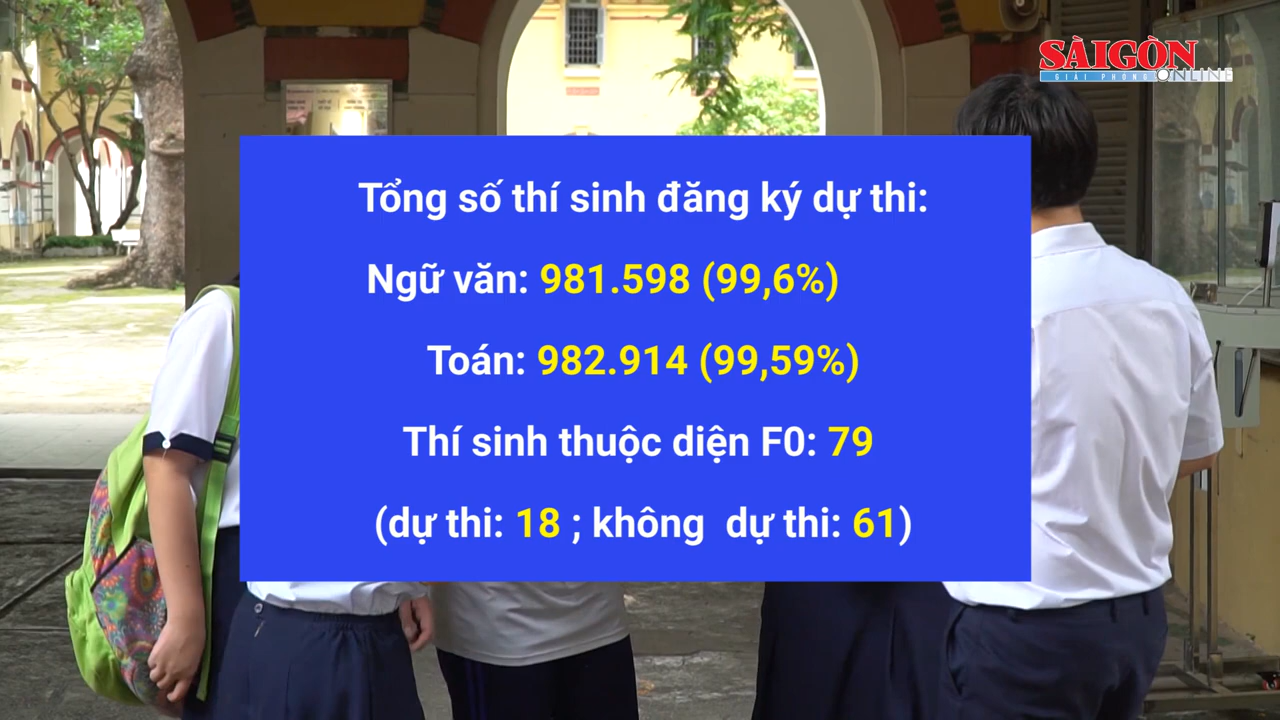 SÀIGÒN
GIẢI PHÓNG ONLINE
Tổng số thí sinh đăng ký dự thi:
Ngữ văn: 981.598 (99,6%)
Toán: 982.914 (99,59%)
Thí sinh thuộc diện F0: 79
(dự thi: 18 ; không dự thi: 61)